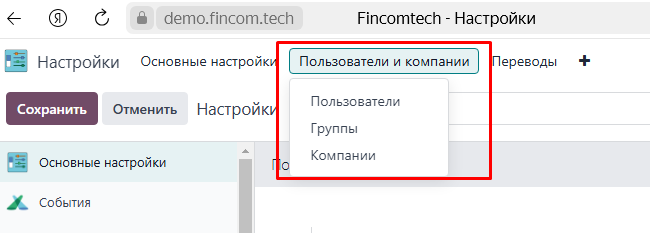 demo.fincom.tech Fincomtech - Настройки
Настройки Основные настройки Пользователи и компании Переводы
Сохранить Отменить Настройки
Пользователи
Группы
Компании
Основные настройки
События